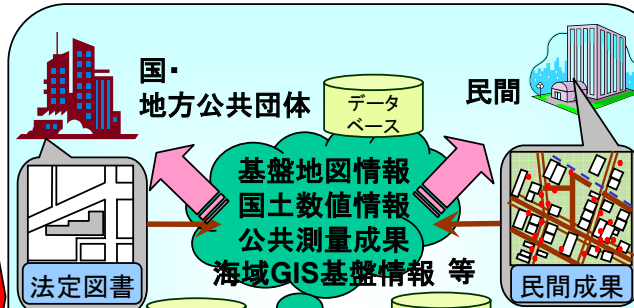 国・
地方公共団体
データ
ベース
民間
基盤地図情報
国土数値情報
公共測量成果
海域GIS基盤情報 等
法定図書
民間成果